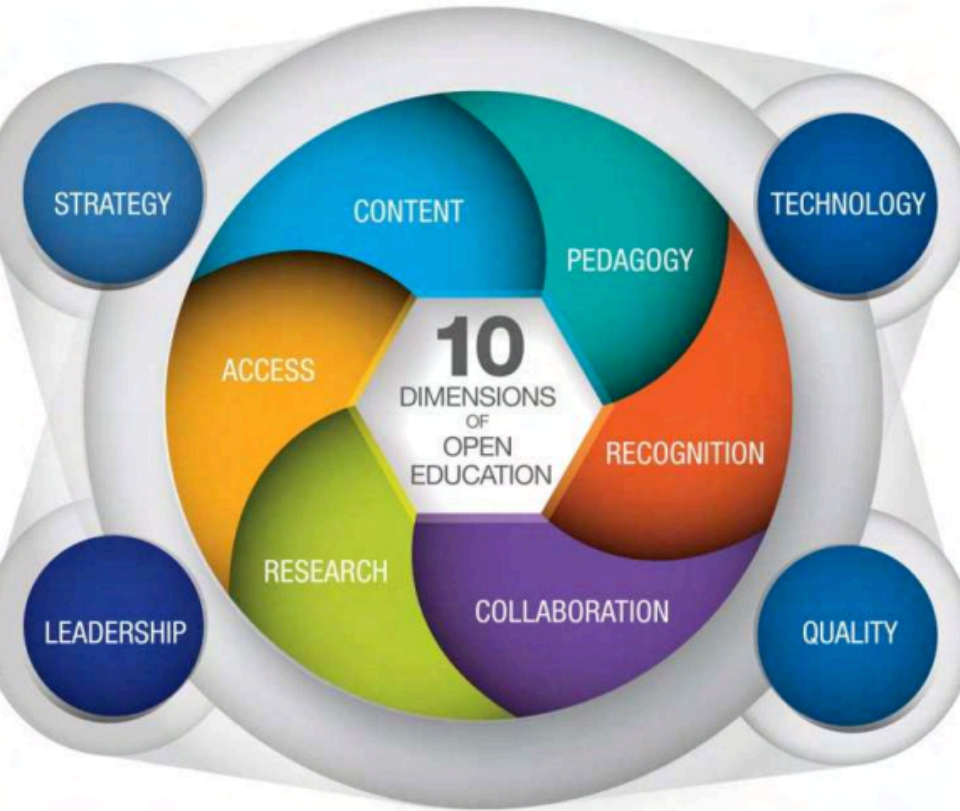 STRATEGY
TECHNOLOGY
CONTENT
PEDAGOGY
ACCESS
10
DIMENSIONS
OF
OPEN
EDUCATION
RECOGNITION
RESEARCH
COLLABORATION
LEADERSHIP
QUALITY